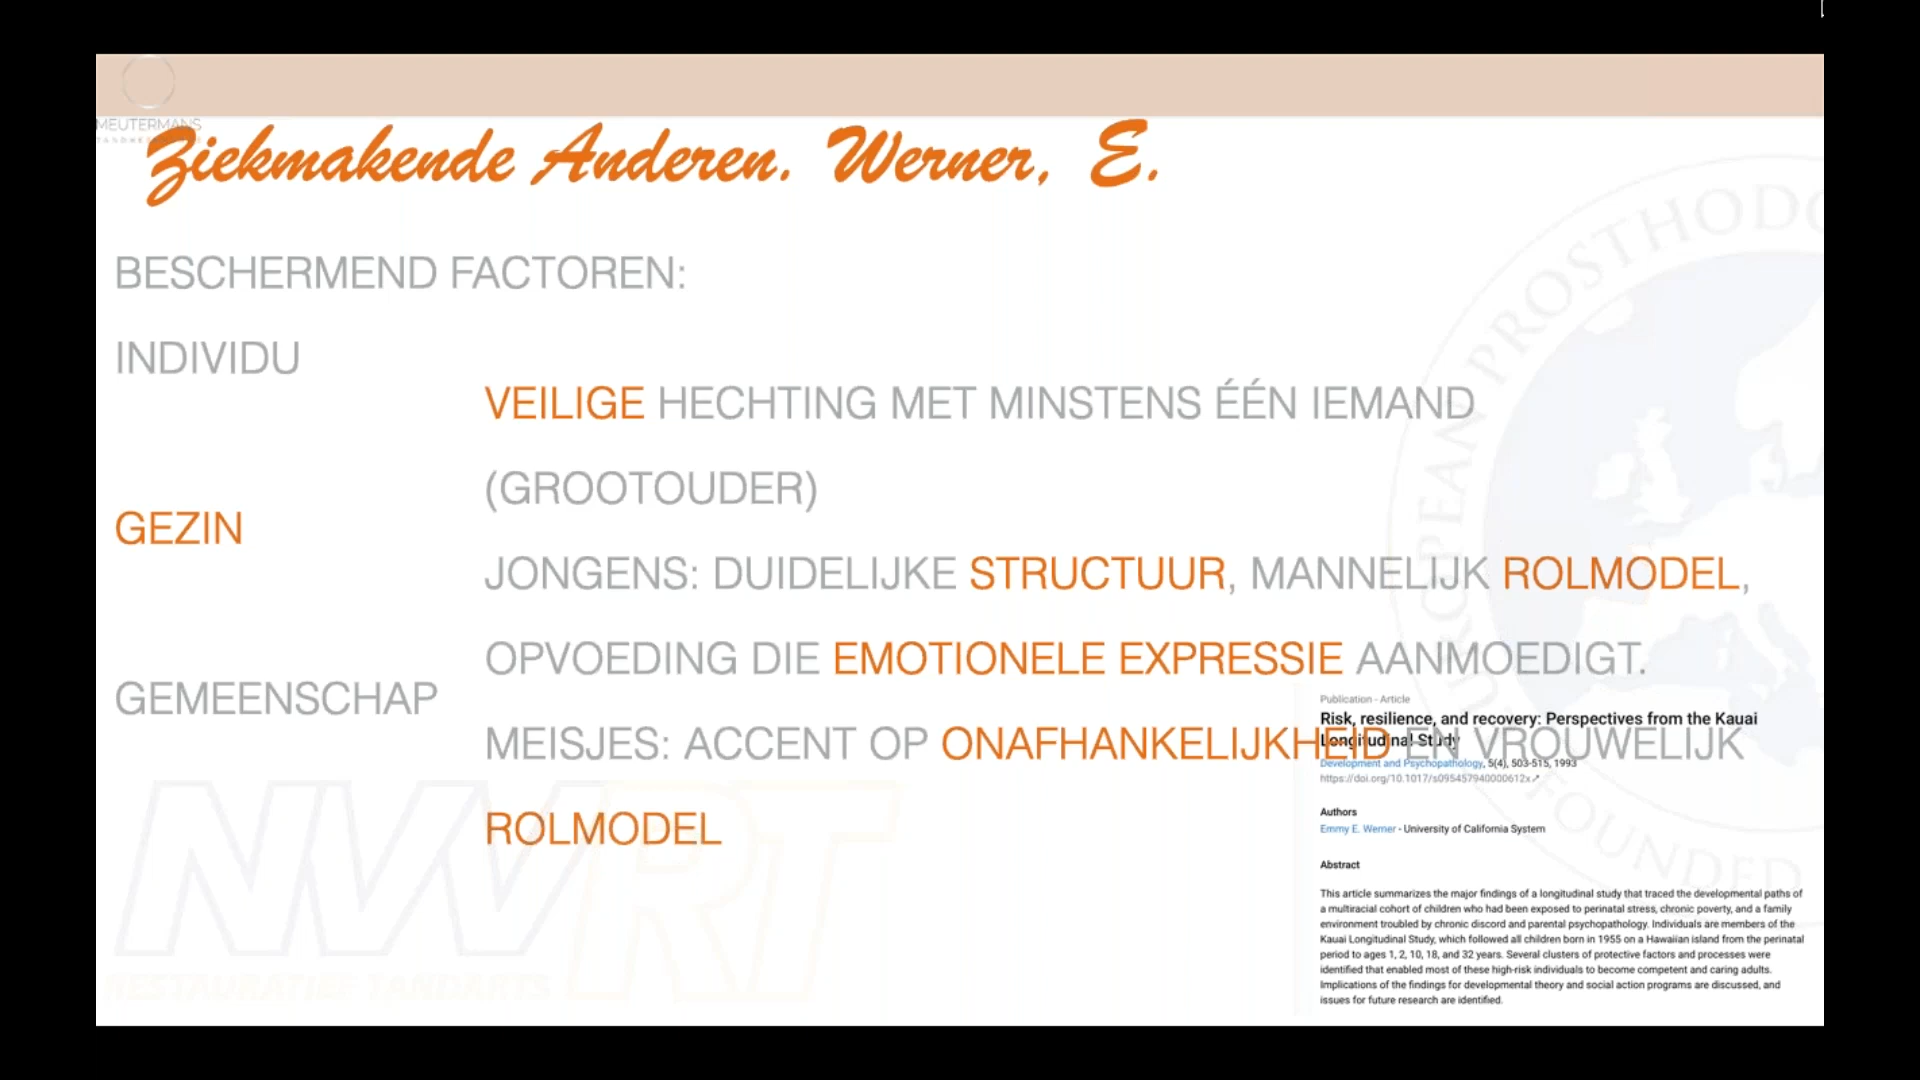 MEUTERMANS
Ziekmakende Anderen. Werner, E.
BESCHERMEND FACTOREN:
INDIVIDU
VEILIGE HECHTING MET MINSTENS ÉÉN IEMAND
(GROOTOUDER)
GEZIN
JONGENS: DUIDELIJKE STRUCTUUR, MANNELIJK ROLMODEL,
OPVOEDING DIE EMOTIONELE EXPRESSIE AANMOEDIGT.
GEMEENSCHAP
MEISJES: ACCENT OP ONAFHANKELIJKHEID EN VROUWELIJK
ROLMODEL
Publication - Article
Risk, resilience, and recovery: Perspectives from the Kauai
Longitudinal Study
Development and Psychopathology, 5(4), 503-515, 1993
https://doi.org/10.1017/s095457940000612x
Authors
Emmy E. Werner - University of California System
Abstract
This article summarizes the major findings of a longitudinal study that traced the developmental paths of
a multiracial cohort of children who had been exposed to perinatal stress, chronic poverty, and a family
environment troubled by chronic discord and parental psychopathology. Individuals are members of the
Kauai Longitudinal Study, which followed all children born in 1955 on a Hawaiian island from the perinatal
period to ages 1, 2, 10, 18, and 32 years. Several clusters of protective factors and processes were
identified that enabled most of these high-risk individuals to become competent and caring adults.
Implications of the findings for developmental theory and social action programs are discussed, and
issues for future research are identified.
EUROPEAN PROSTHODO
FOUNDED
NVVRT
RESTAURATIEF TANDARTS